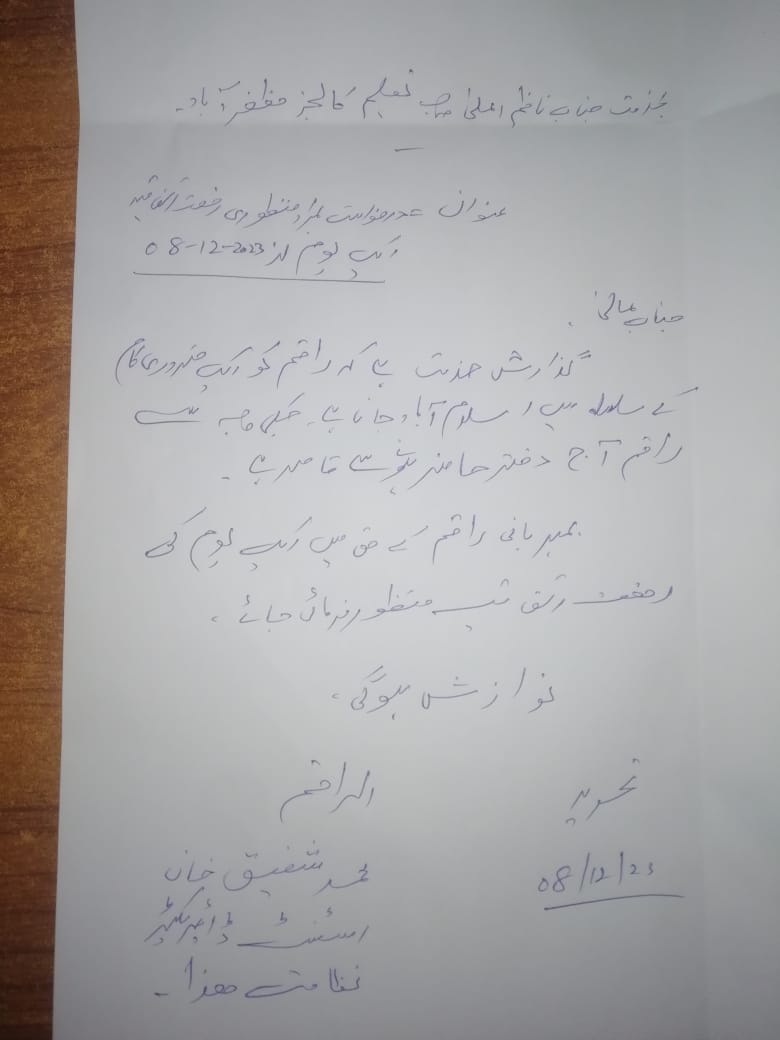 بخدمت جناب ناظم اعلیٰ صاحب تعلیم کالجز مظفرآباد۔
عنوان = درخواست بمراد منظوری رخصت اتفاقیہ
ایک یوم از 2023-12-08
جناب عالی!
گذارش خدمت ہے کہ راقم کو ایک ضروری کام
کے سلسلہ میں اسلام آباد جانا ہے۔ جسکی وجہ سے
راقم آج دفتر حاضر ہونے سے قاصر ہے۔
بمہربانی راقم کے حق میں ایک یوم کی
رخصت اتفاقیہ منظور فرمائی جائے۔
نوازش ہوگی۔
تحریر
08/12/23
الراقم
محمد شفیق خان
اسسٹنٹ ڈائریکٹر
نظامت ھذا۔